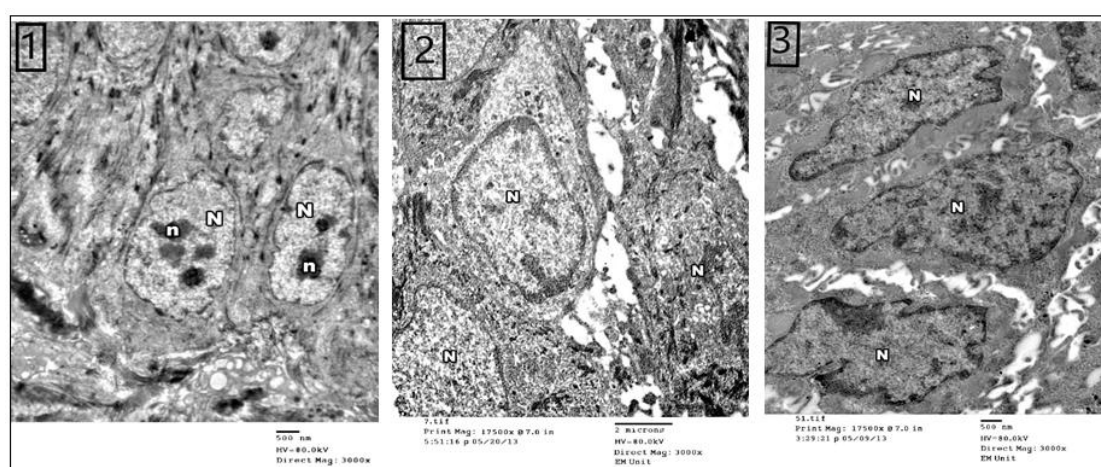 1
N
N
n
n
500 nm
HV=80.0kV
Direct Mag: 3000x
2
N
N
N
7.tif
Print Mag: 17500x @ 7.0 in
5:51:16 p 05/20/13
2 microns
HV=80.0kV
Direct Mag: 3000x
EM Unit
3
N
N
N
51.tif
Print Mag: 17500x @ 7.0 in
3:29:21 p 05/09/13
500 nm
HV=80.0kV
Direct Mag: 3000x
EM Unit